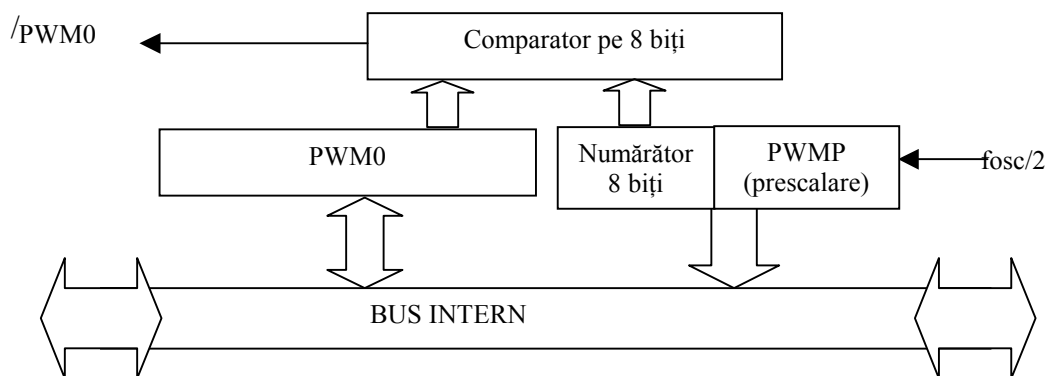 /PWM0
Comparator pe 8 biți
PWM0
Numărător
8 biți
PWMP
(prescalare)
fosc/2
BUS INTERN